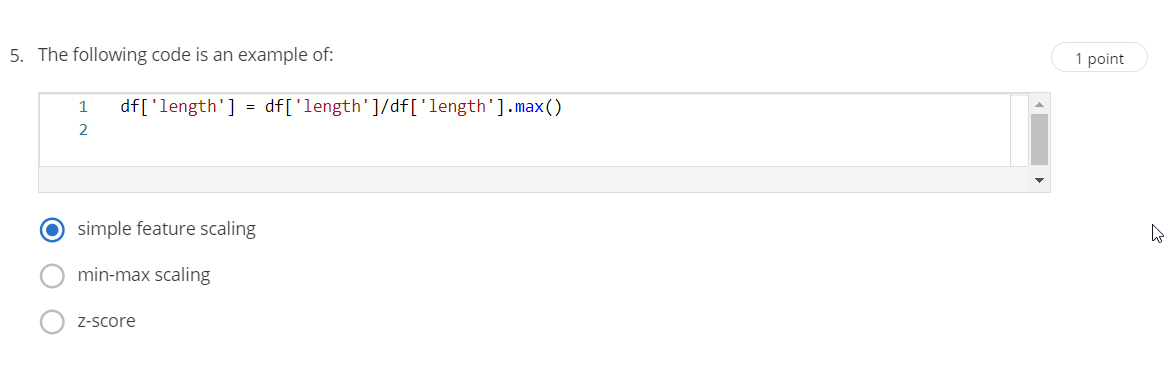 5. The following code is an example of:
1 point
1 df['length'] = df['length']/df['length'].max()
2
simple feature scaling
min-max scaling
z-score